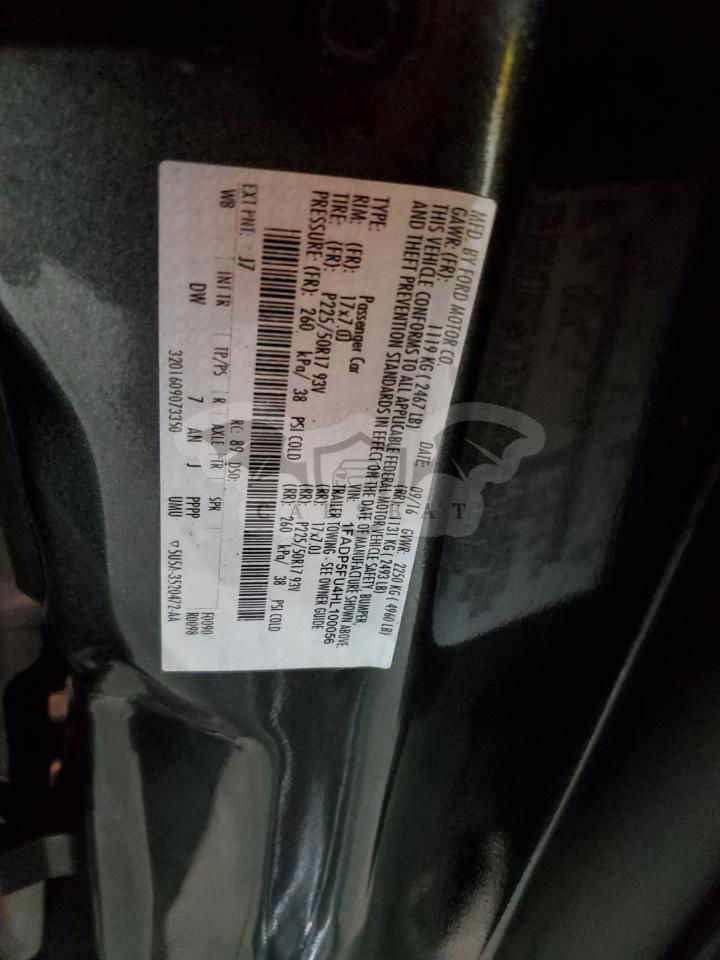 MFD. BY FORD MOTOR CO.
DATE: 09/16 GVWR: 2250 KG ( 4960 LB)
GAWR: (FR): 1119 KG ( 2467 LB) (RR): 1131 KG ( 2493 LB)
THIS VEHICLE CONFORMS TO ALL APPLICABLE FEDERAL MOTOR VEHICLE SAFETY, BUMPER,
AND THEFT PREVENTION STANDARDS IN EFFECT ON THE DATE OF MANUFACTURE SHOWN ABOVE.
VIN: 1FADP5FU4HL100056
TYPE: Passenger Car TRAILER TOWING - SEE OWNER GUIDE
RIM: (FR): 17x7.0J (RR): 17x7.0J
TIRE: (FR): P225/50R17 93V (RR): P225/50R17 93V
PRESSURE: (FR): 260 kPa/ 38 PSI COLD (RR): 260 kPa/ 38 PSI COLD
EXT PNT: J7 RC: 89 DSO:
WB INT TR TP/PS R AXLE TR SPR F0090
DW 7 AN J PPPP R0098
UMU
3201609073350 ▽5U5A-3520472-AA